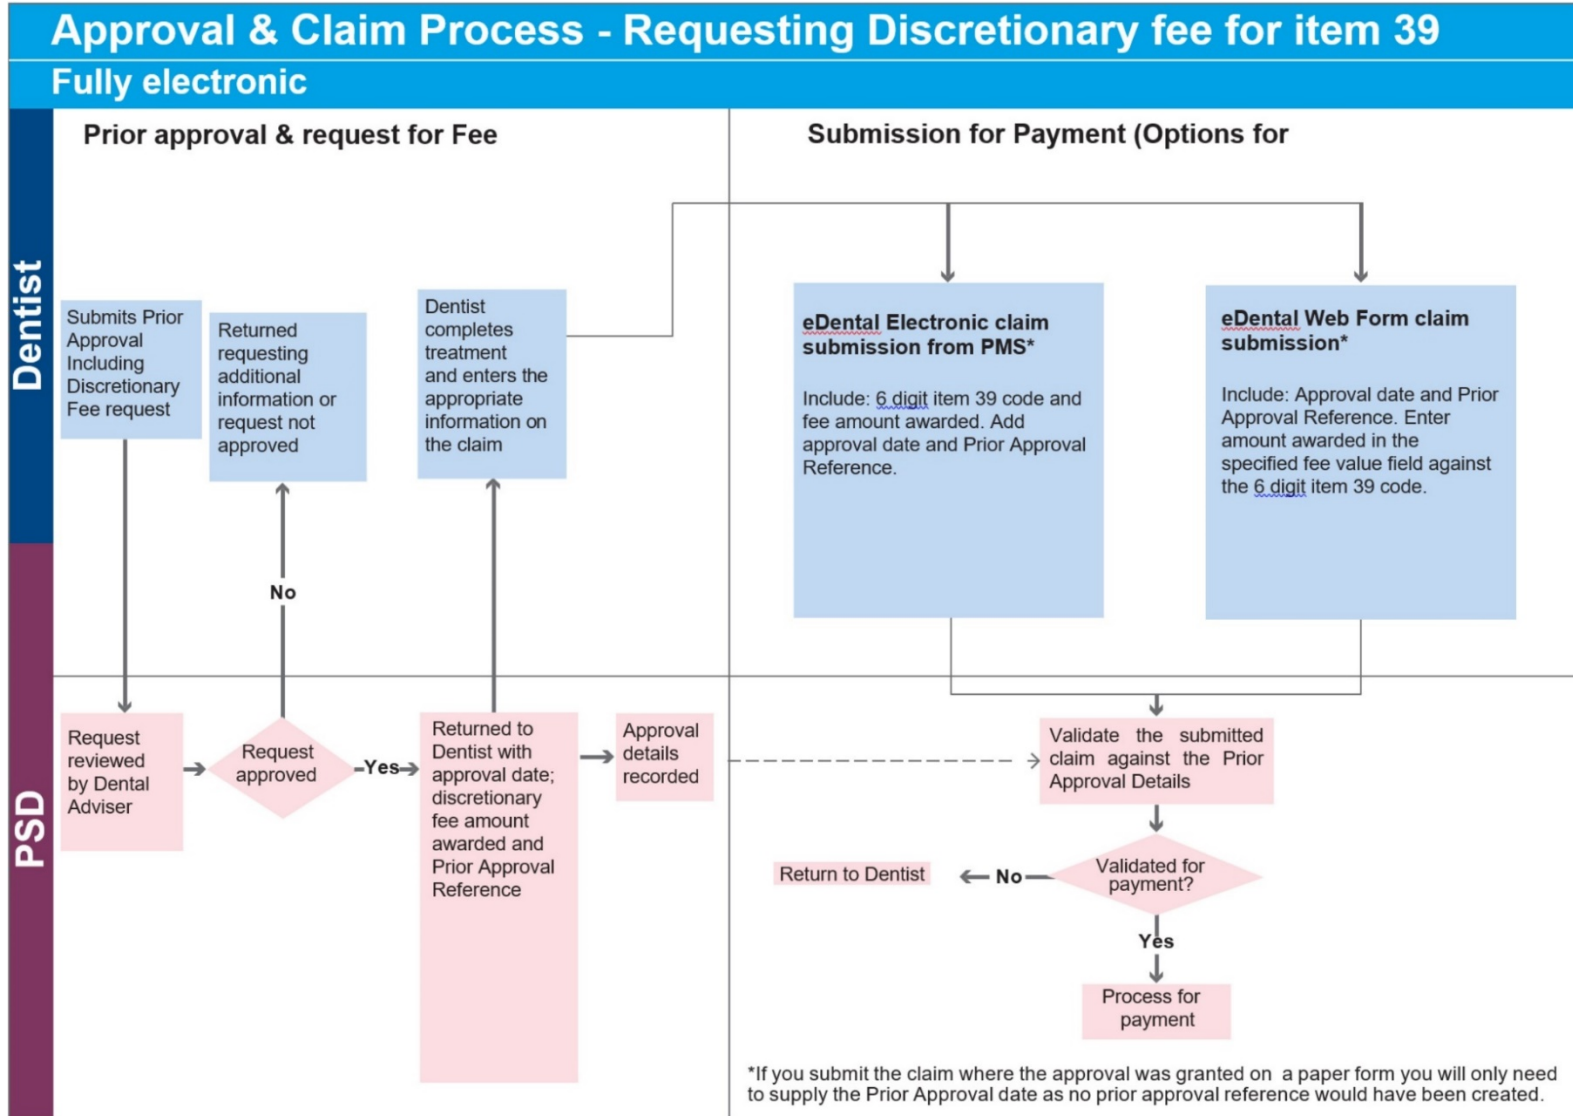 Approval & Claim Process - Requesting Discretionary fee for item 39
Fully electronic
Dentist
Prior approval & request for Fee
Submission for Payment (Options for
Submits Prior
Approval
Including
Discretionary
Fee request
Returned
requesting
additional
information or
request not
approved
Dentist
completes
treatment
and enters the
appropriate
information on
the claim
eDental Electronic claim
submission from PMS*
Include: 6 digit item 39 code and
fee amount awarded. Add
approval date and Prior Approval
Reference.
eDental Web Form claim
submission*
Include: Approval date and Prior
Approval Reference. Enter
amount awarded in the
specified fee value field against
the 6 digit item 39 code.
No
PSD
Request
reviewed
by Dental
Adviser
Request
approved
Yes
Returned to
Dentist with
approval date;
discretionary
fee amount
awarded and
Prior Approval
Reference
Approval
details
recorded
Validate the submitted
claim against the Prior
Approval Details
Validated for
payment?
No
Return to Dentist
Yes
Process for
payment
*If you submit the claim where the approval was granted on a paper form you will only need
to supply the Prior Approval date as no prior approval reference would have been created.